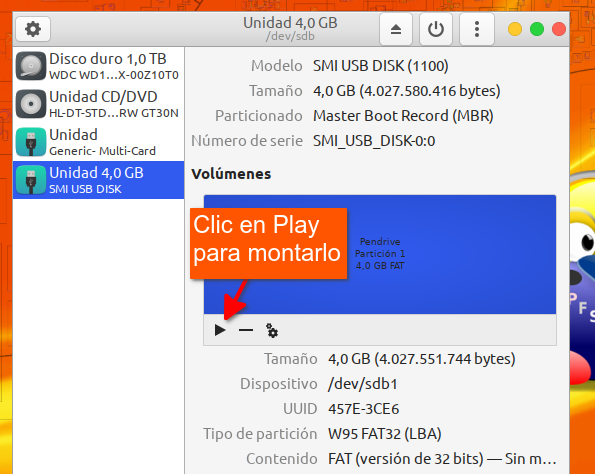 Unidad 4,0 GB
/dev/sdb
Disco duro 1,0 TB
WDC WD1...X-00Z10T0
Unidad CD/DVD
HL-DT-STD...RW GT30N
Unidad
Generic- Multi-Card
Unidad 4,0 GB
SMI USB DISK
Modelo SMI USB DISK (1100)
Tamaño 4,0 GB (4.027.580.416 bytes)
Particionado Master Boot Record (MBR)
Número de serie SMI_USB_DISK-0:0
Volúmenes
Clic en Play
para montarlo
Pendrive
Partición 1
4,0 GB FAT
Tamaño 4,0 GB (4.027.551.744 bytes)
Dispositivo /dev/sdb1
UUID 457E-3CE6
Tipo de partición W95 FAT32 (LBA)
Contenido FAT (versión de 32 bits) — Sin m...
P F S